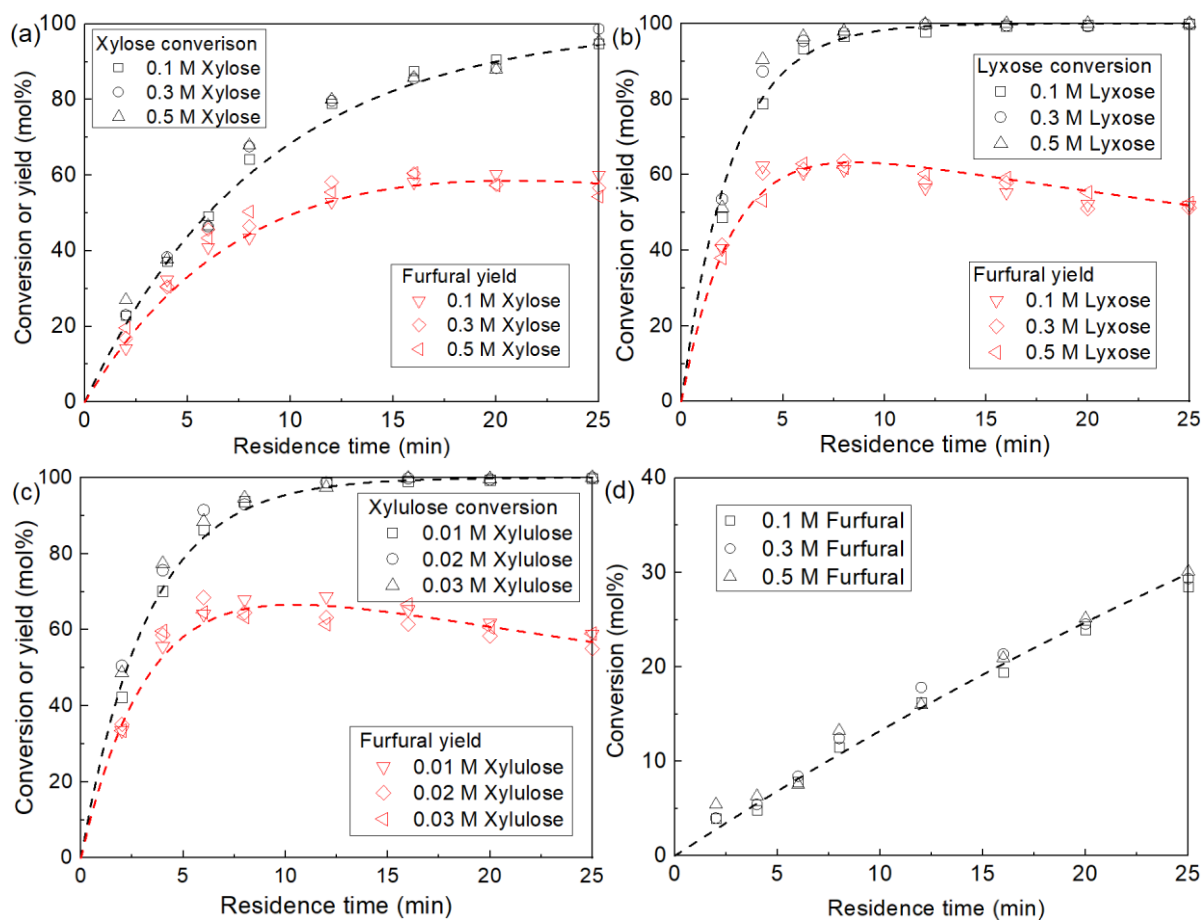 (a)
Xylose converison
0.1 M Xylose
0.3 M Xylose
0.5 M Xylose
Furfural yield
0.1 M Xylose
0.3 M Xylose
0.5 M Xylose
Conversion or yield (mol%)
0 20 40 60 80 100
0 5 10 15 20 25
Residence time (min)
(b)
Lyxose conversion
0.1 M Lyxose
0.3 M Lyxose
0.5 M Lyxose
Furfural yield
0.1 M Lyxose
0.3 M Lyxose
0.5 M Lyxose
Conversion or yield (mol%)
0 20 40 60 80 100
0 5 10 15 20 25
Residence time (min)
(c)
Xylulose conversion
0.01 M Xylulose
0.02 M Xylulose
0.03 M Xylulose
Furfural yield
0.01 M Xylulose
0.02 M Xylulose
0.03 M Xylulose
Conversion or yield (mol%)
0 20 40 60 80 100
0 5 10 15 20 25
Residence time (min)
(d)
0.1 M Furfural
0.3 M Furfural
0.5 M Furfural
Conversion (mol%)
0 10 20 30 40
0 5 10 15 20 25
Residence time (min)